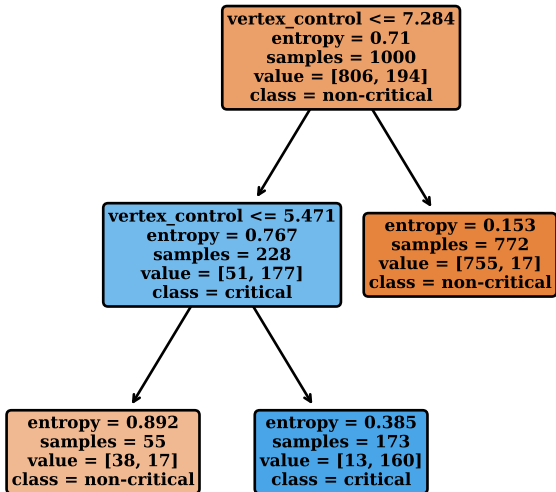 vertex_control <= 7.284
entropy = 0.71
samples = 1000
value = [806, 194]
class = non-critical
vertex_control <= 5.471
entropy = 0.767
samples = 228
value = [51, 177]
class = critical
entropy = 0.153
samples = 772
value = [755, 17]
class = non-critical
entropy = 0.892
samples = 55
value = [38, 17]
class = non-critical
entropy = 0.385
samples = 173
value = [13, 160]
class = critical